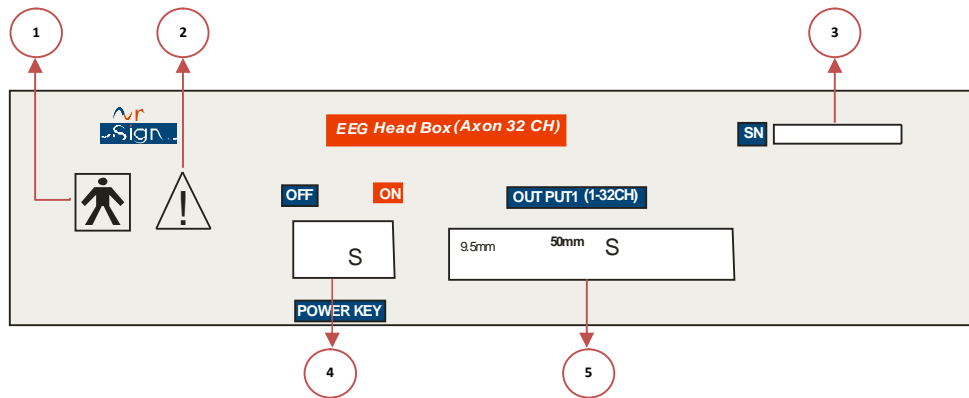 1
2
3
r
Sign
EEG Head Box (Axon 32 CH)
SN
OFF
ON
OUT PUT1 (1-32CH)
S
9.5mm
50mm
S
POWER KEY
4
5